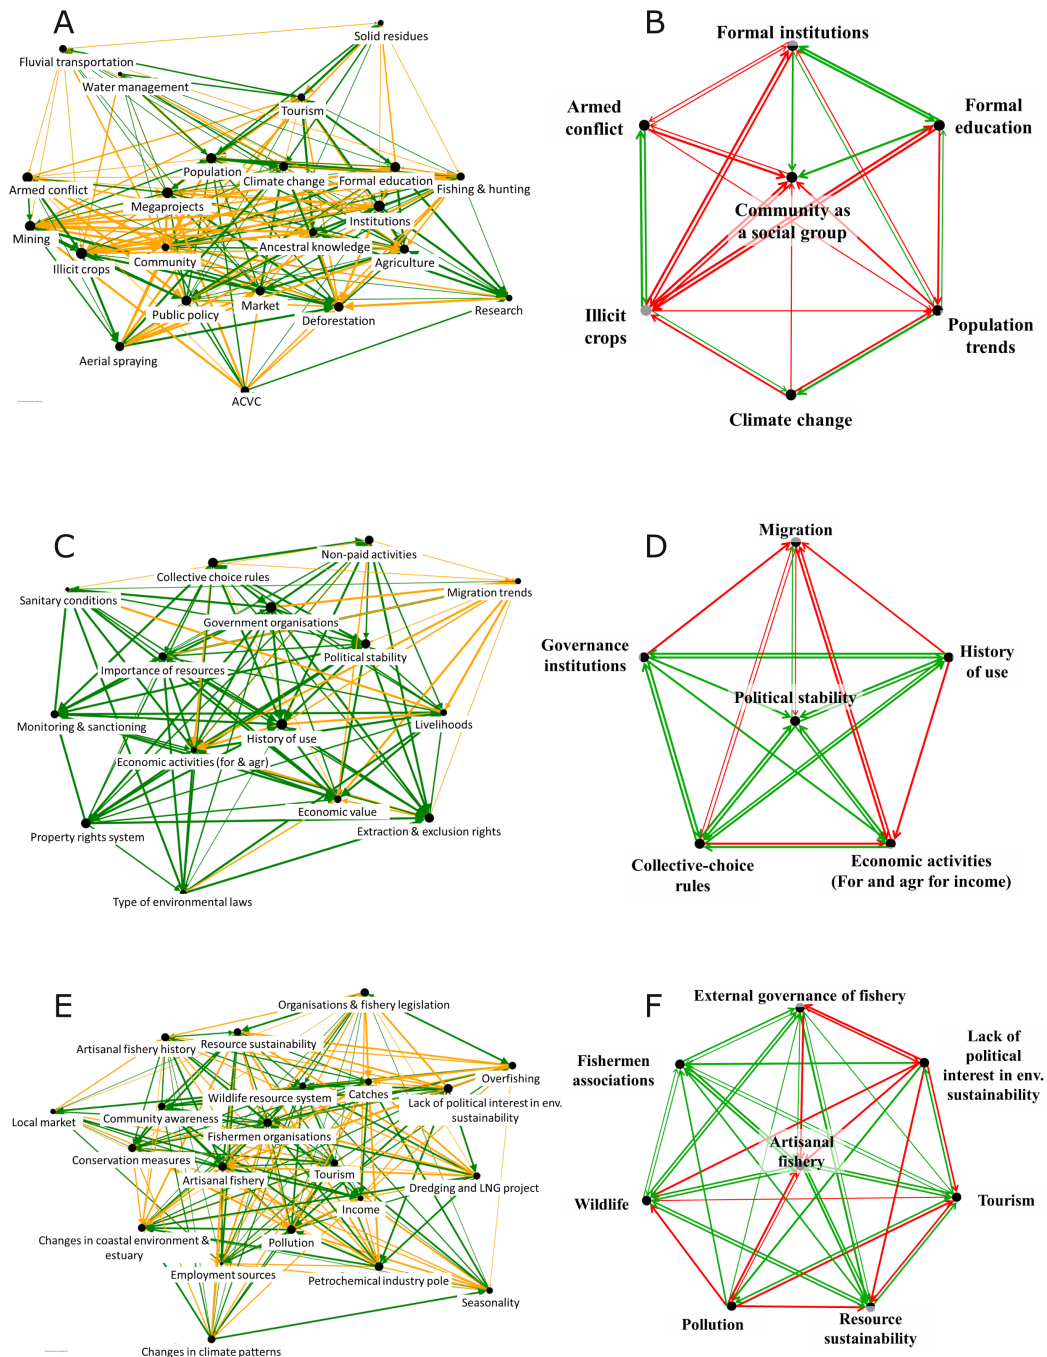 A
Solid residues
Fluvial transportation
Water management
Tourism
Population
Climate change
Formal education
Fishing & hunting
Armed conflict
Megaprojects
Institutions
Mining
Ancestral knowledge
Community
Agriculture
Illicit crops
Public policy
Market
Deforestation
Research
Aerial spraying
ACVC
B
Formal institutions
Armed
conflict
Formal
education
Community as
a social group
Illicit
crops
Population
trends
Climate change
C
Non-paid activities
Collective choice rules
Sanitary conditions
Migration trends
Government organisations
Political stability
Importance of resources
Monitoring & sanctioning
Livelihoods
History of use
Economic activities (for & agr)
Economic value
Property rights system
Extraction & exclusion rights
Type of environmental laws
D
Migration
Governance
institutions
History
of use
Political stability
Collective-choice
rules
Economic activities
(For and agr for income)
E
Organisations & fishery legislation
Artisanal fishery history
Resource sustainability
Overfishing
Wildlife resource system
Catches
Lack of political interest in env.
sustainability
Local market
Community awareness
Fishermen organisations
Conservation measures
Artisanal fishery
Tourism
Dredging and LNG project
Income
Changes in coastal environment &
estuary
Pollution
Employment sources
Petrochemical industry pole
Seasonality
Changes in climate patterns
F
External governance of fishery
Fishermen
associations
Lack of
political
interest in env.
sustainability
Artisanal
fishery
Wildlife
Tourism
Pollution
Resource
sustainability